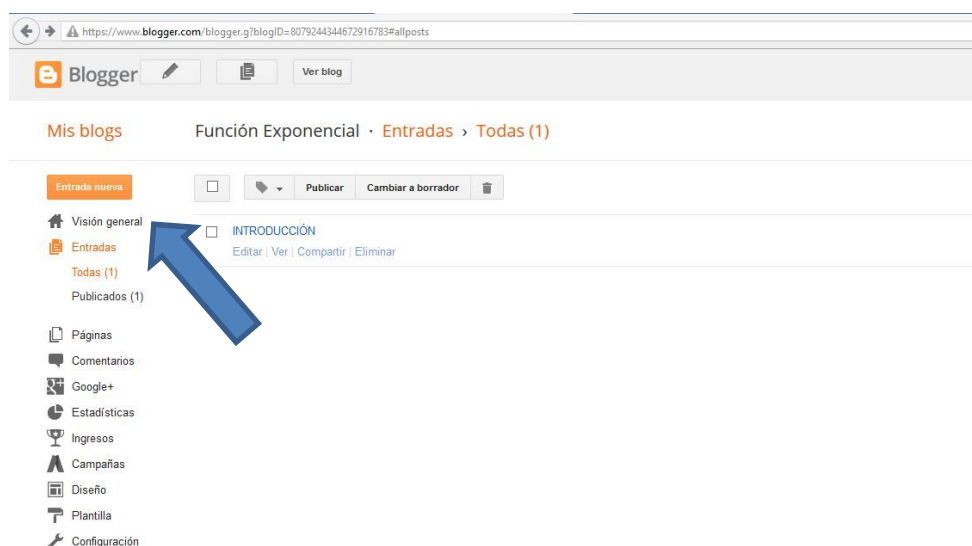 https://www.blogger.com/blogger.g?blogID=8079244344672916783#allposts
Blogger Ver blog
Mis blogs Función Exponencial · Entradas › Todas (1)
Entrada nueva Publicar Cambiar a borrador
Visión general
INTRODUCCIÓN
Entradas
Editar | Ver | Compartir | Eliminar
Todas (1)
Publicados (1)
Páginas
Comentarios
Google+
Estadísticas
Ingresos
Campañas
Diseño
Plantilla
Configuración